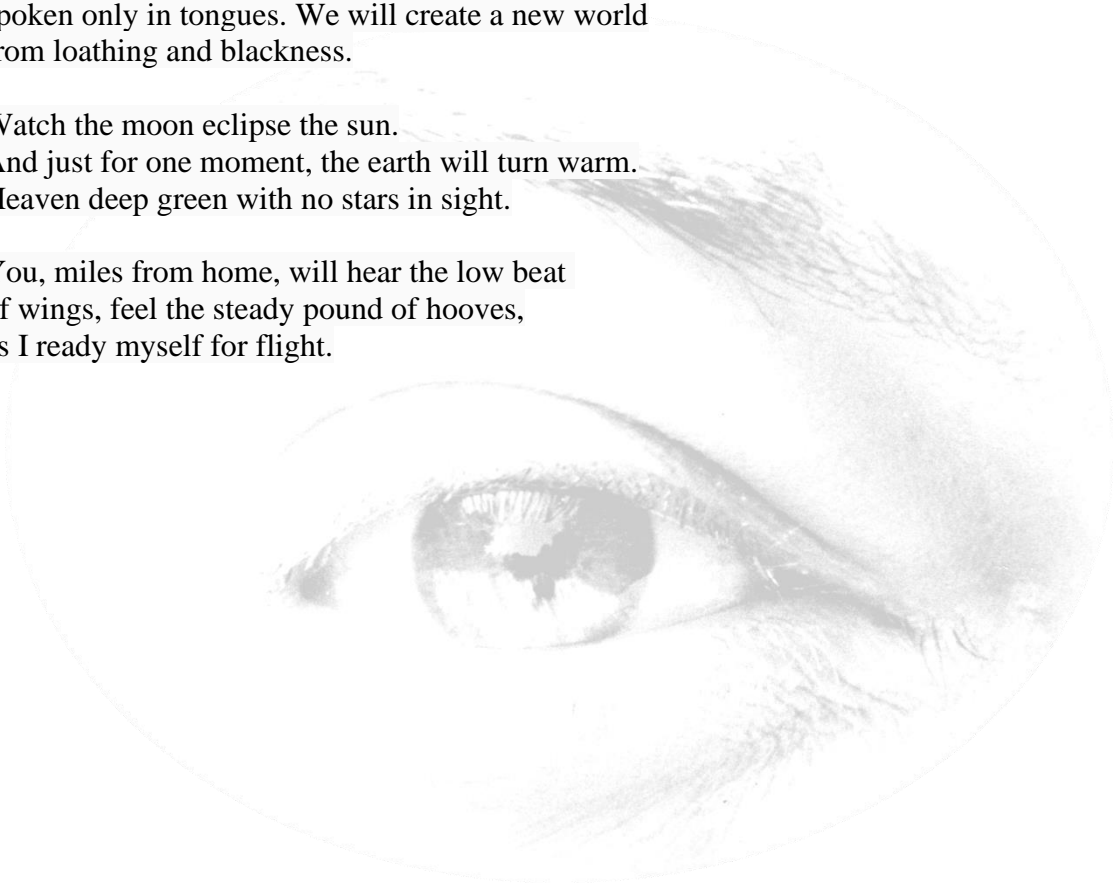 poken only in tongues. We will create a new world
rom loathing and blackness.
Watch the moon eclipse the sun.
And just for one moment, the earth will turn warm.
Heaven deep green with no stars in sight.
You, miles from home, will hear the low beat
f wings, feel the steady pound of hooves,
s I ready myself for flight.